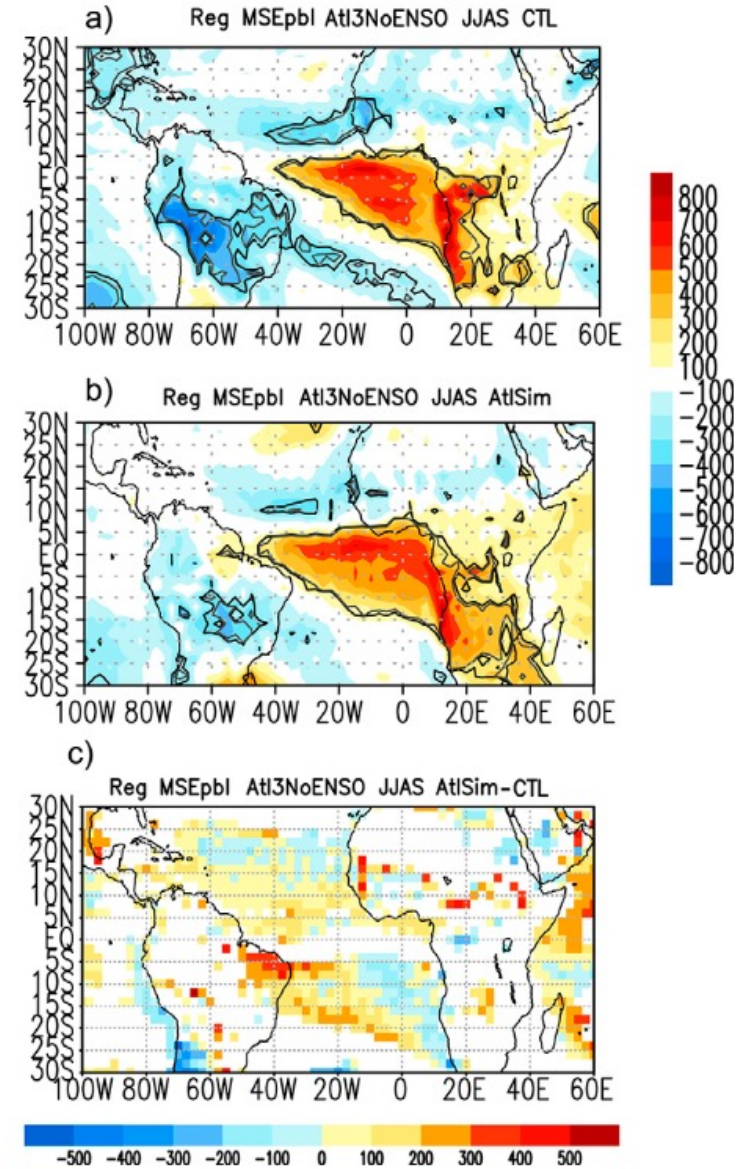 a)
Reg MSEpbl Atl3NoENSO JJAS CTL
30N
25N
20N
15N
10N
5N
EQ
5S
10S
15S
20S
25S
30S
100W 80W 60W 40W 20W 0 20E 40E 60E
800
700
600
500
400
300
200
100
-100
-200
-300
-400
-500
-600
-700
-800
b)
Reg MSEpbl Atl3NoENSO JJAS AtlSim
30N
25N
20N
15N
10N
5N
EQ
5S
10S
15S
20S
25S
30S
100W 80W 60W 40W 20W 0 20E 40E 60E
c)
Reg MSEpbl Atl3NoENSO JJAS AtlSim-CTL
30N
25N
20N
15N
10N
5N
EQ
5S
10S
15S
20S
25S
30S
100W 80W 60W 40W 20W 0 20E 40E 60E
-500 -400 -300 -200 -100 0 100 200 300 400 500